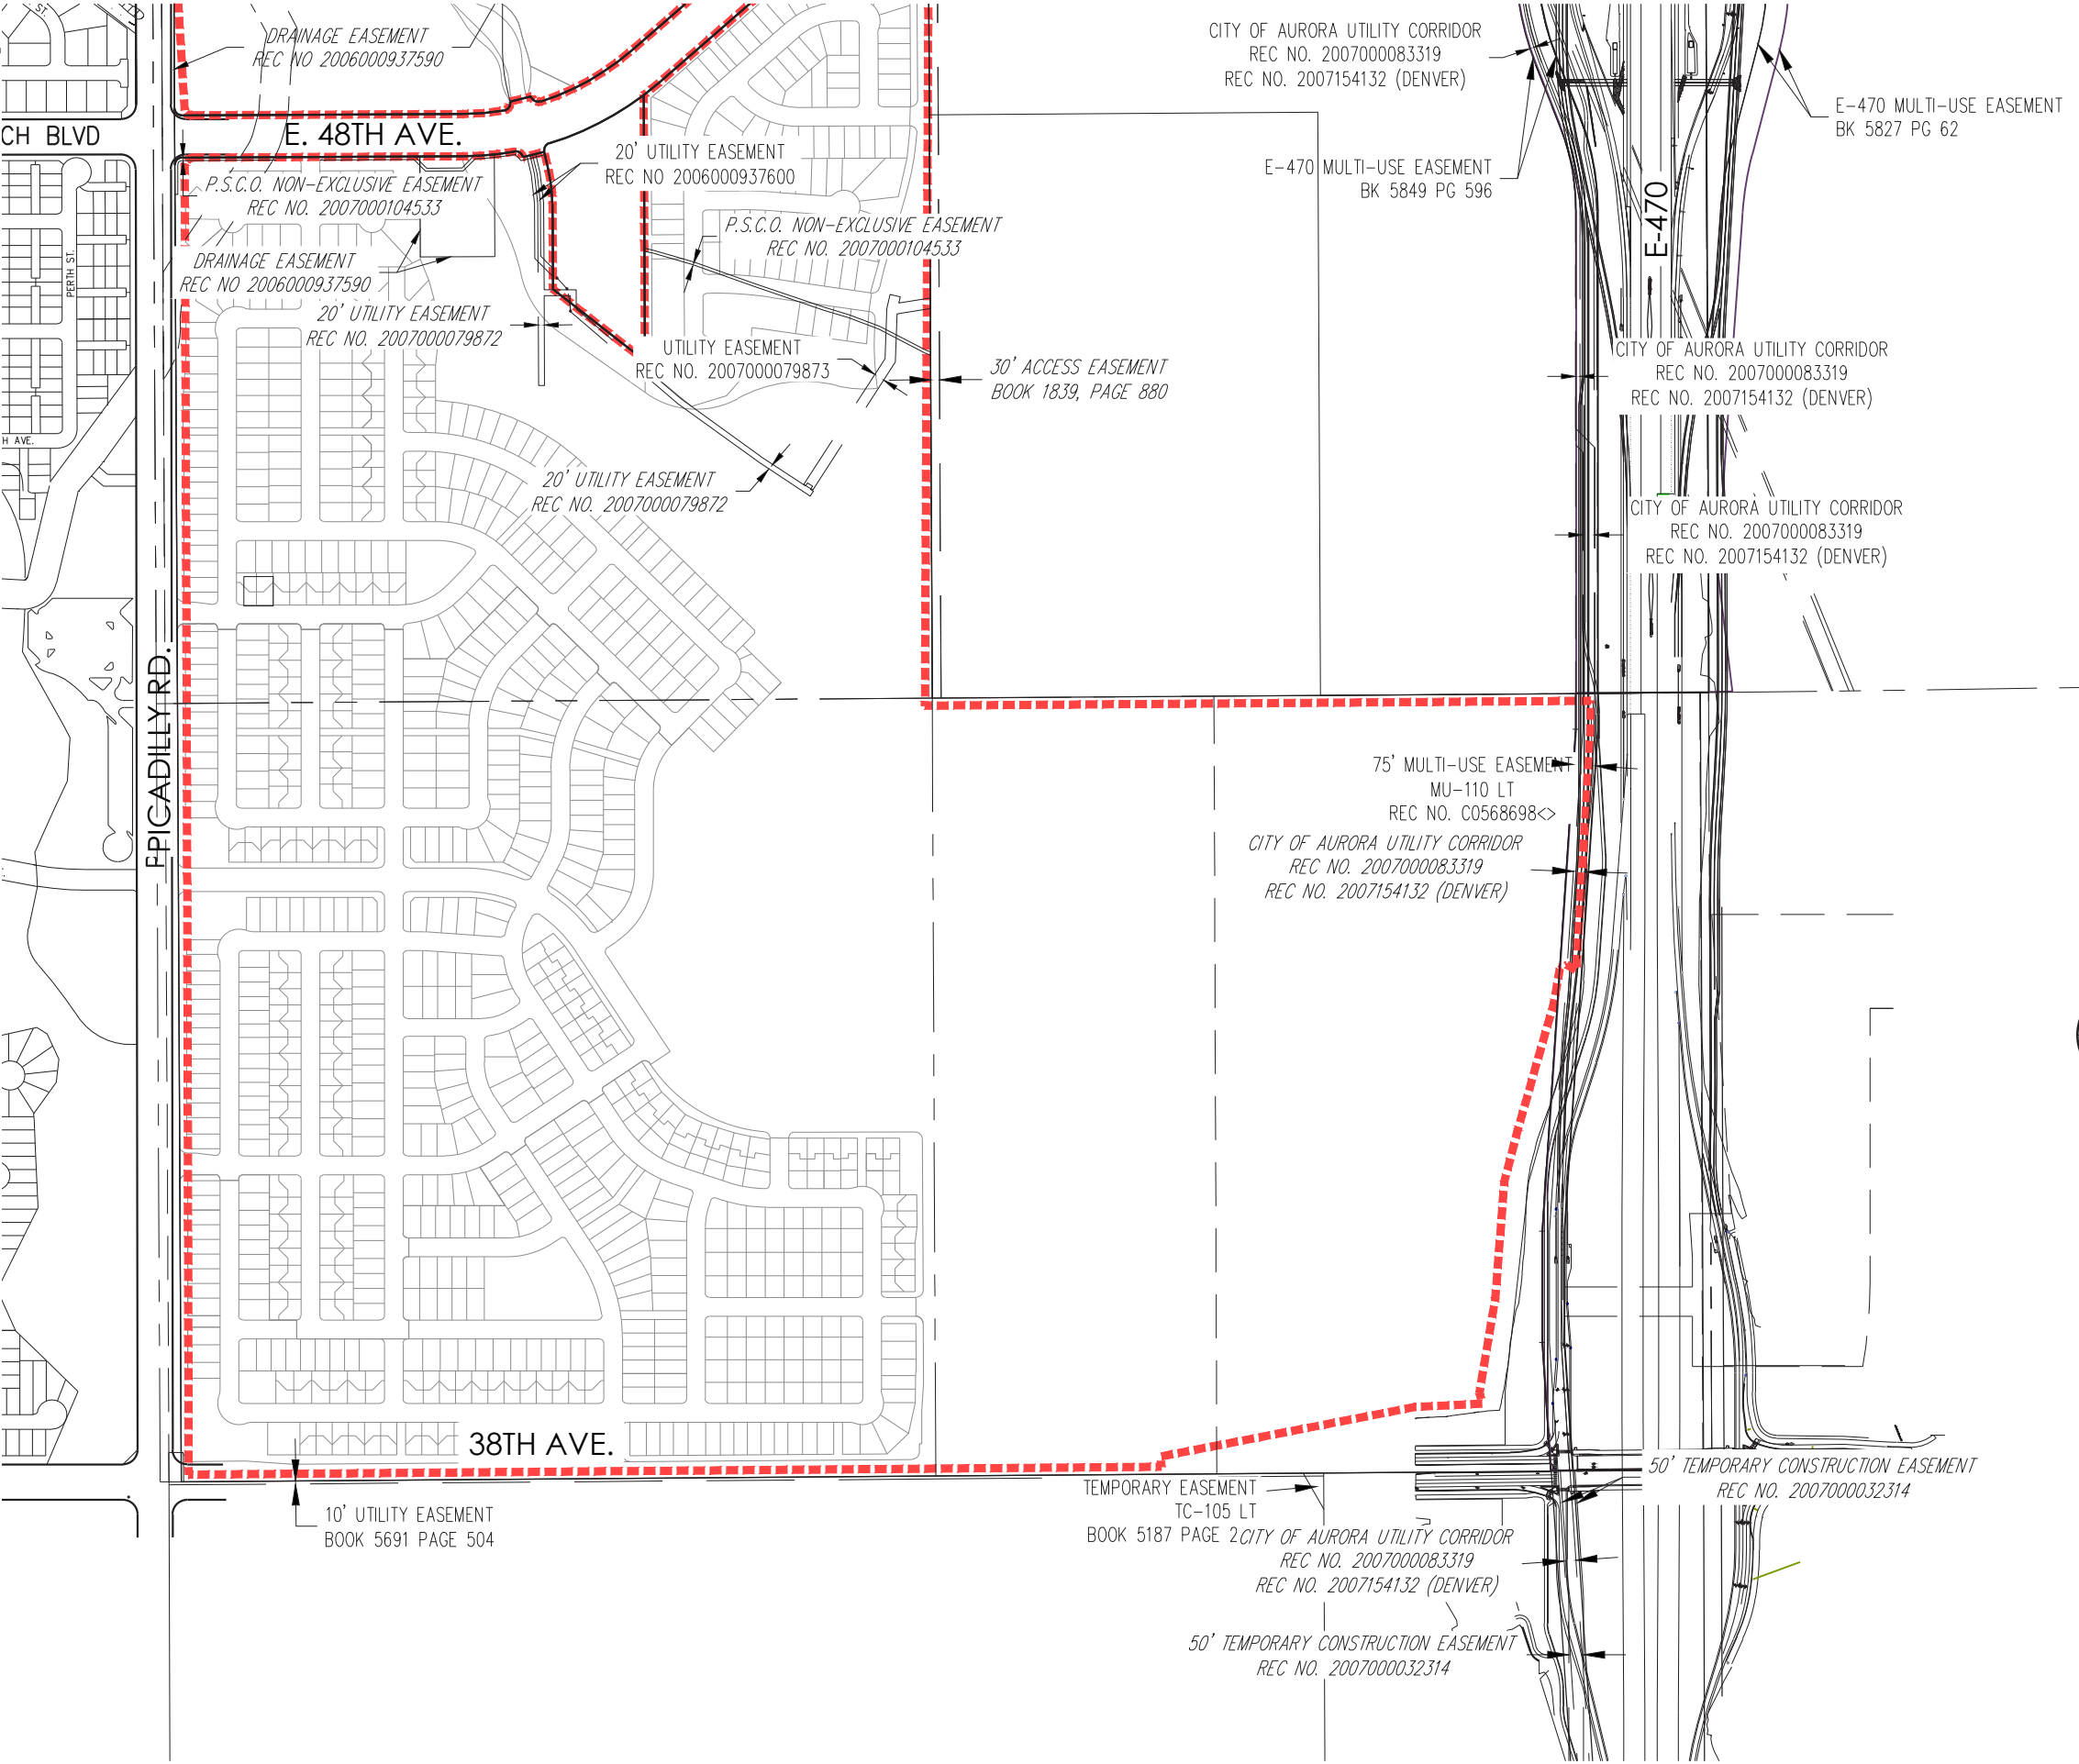 ST.
DRAINAGE EASEMENT
REC NO 2006000937590
CITY OF AURORA UTILITY CORRIDOR
REC NO. 2007000083319
REC NO. 2007154132 (DENVER)
E-470 MULTI-USE EASEMENT
BK 5827 PG 62
CH BLVD
E. 48TH AVE.
20' UTILITY EASEMENT
REC NO 2006000937600
E-470 MULTI-USE EASEMENT
BK 5849 PG 596
P.S.C.O. NON-EXCLUSIVE EASEMENT
REC NO. 2007000104533
E-470
P.S.C.O. NON-EXCLUSIVE EASEMENT
REC NO. 2007000104533
PERTH ST.
DRAINAGE EASEMENT
REC NO 2006000937590
20' UTILITY EASEMENT
REC NO. 2007000079872
UTILITY EASEMENT
REC NO. 2007000079873
30' ACCESS EASEMENT
BOOK 1839, PAGE 880
CITY OF AURORA UTILITY CORRIDOR
REC NO. 2007000083319
REC NO. 2007154132 (DENVER)
H AVE.
20' UTILITY EASEMENT
REC NO. 2007000079872
CITY OF AURORA UTILITY CORRIDOR
REC NO. 2007000083319
REC NO. 2007154132 (DENVER)
PICADILLY RD.
75' MULTI-USE EASEMENT
MU-110 LT
REC NO. C0568698<>
CITY OF AURORA UTILITY CORRIDOR
REC NO. 2007000083319
REC NO. 2007154132 (DENVER)
38TH AVE.
50' TEMPORARY CONSTRUCTION EASEMENT
REC NO. 2007000032314
TEMPORARY EASEMENT
TC-105 LT
BOOK 5187 PAGE 2
10' UTILITY EASEMENT
BOOK 5691 PAGE 504
CITY OF AURORA UTILITY CORRIDOR
REC NO. 2007000083319
REC NO. 2007154132 (DENVER)
50' TEMPORARY CONSTRUCTION EASEMENT
REC NO. 2007000032314